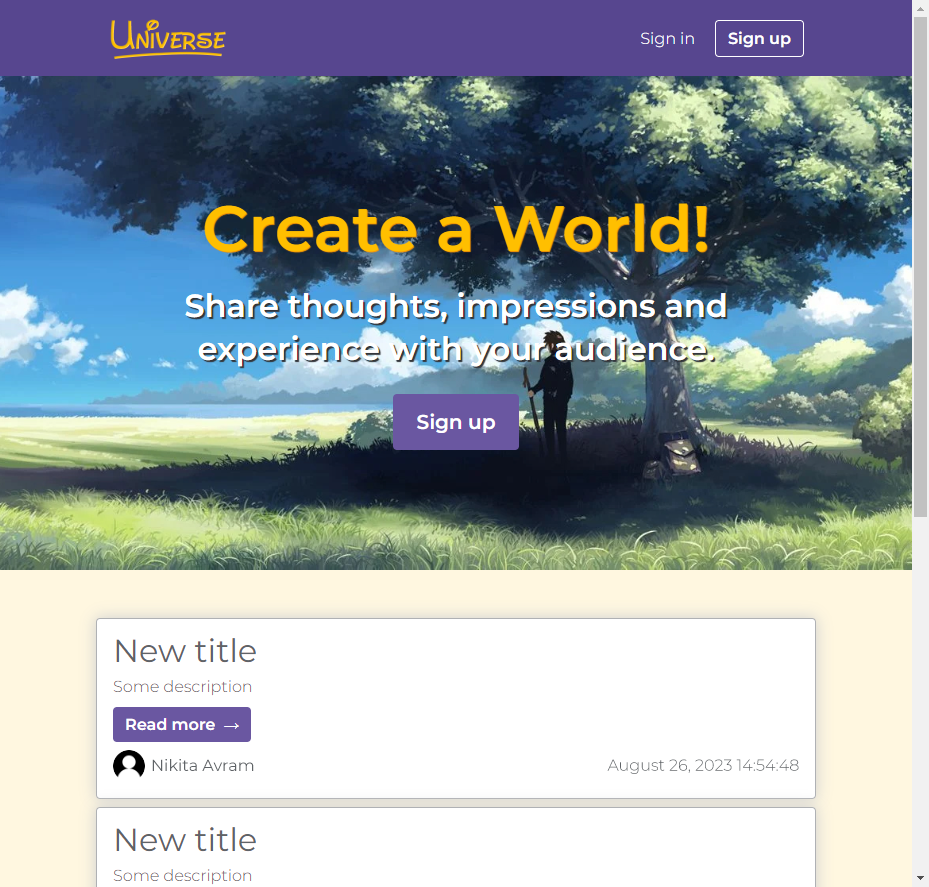 Universe
Sign in
Sign up
Create a World!
Share thoughts, impressions and
experience with your audience.
Sign up
New title
Some description
Read more →
Nikita Avram
August 26, 2023 14:54:48
New title
Some description